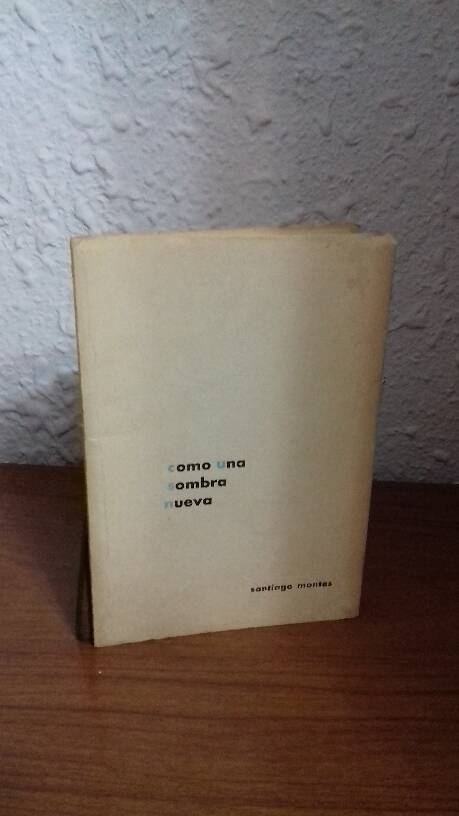 como una
sombra
nueva
santiago montes